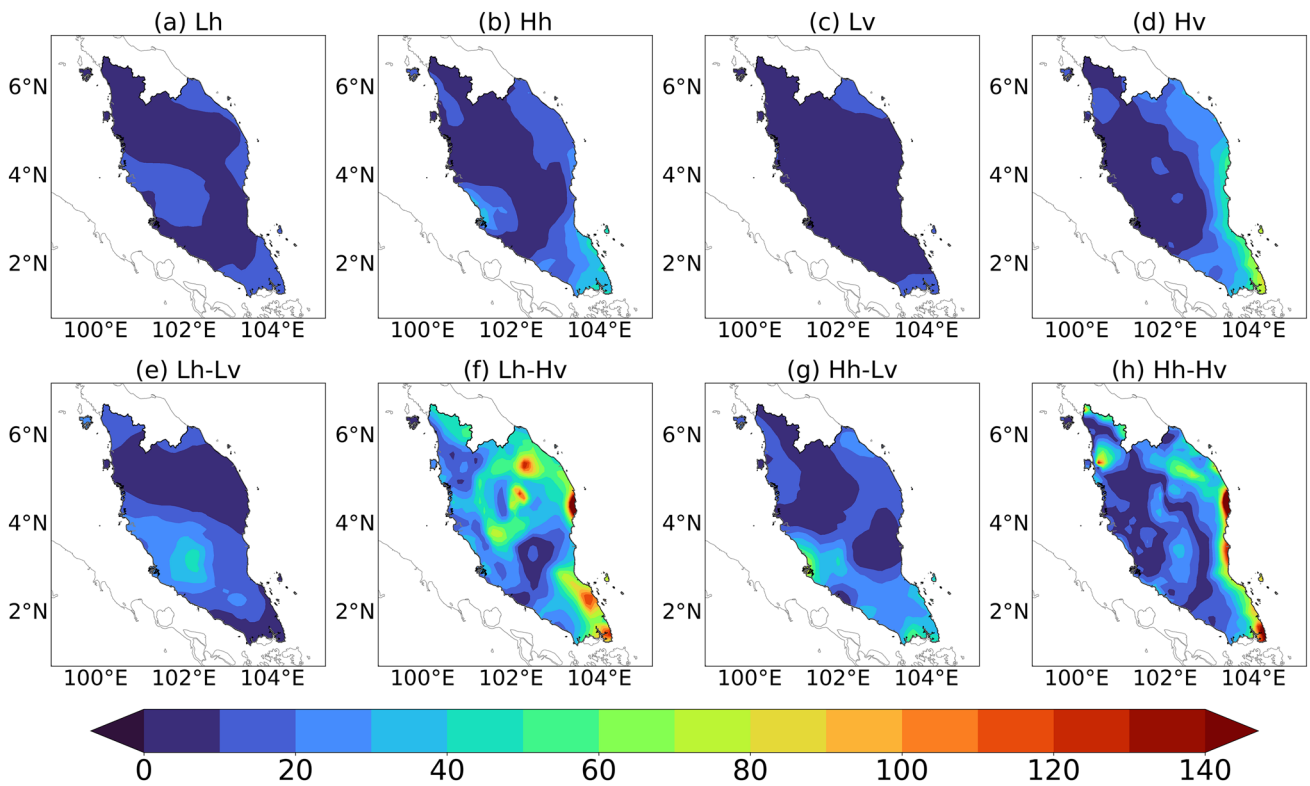 (a) Lh (b) Hh (c) Lv (d) Hv
6°N 6°N 6°N 6°N
4°N 4°N 4°N 4°N
2°N 2°N 2°N 2°N
100°E 102°E 104°E 100°E 102°E 104°E 100°E 102°E 104°E 100°E 102°E 104°E
(e) Lh-Lv (f) Lh-Hv (g) Hh-Lv (h) Hh-Hv
6°N 6°N 6°N 6°N
4°N 4°N 4°N 4°N
2°N 2°N 2°N 2°N
100°E 102°E 104°E 100°E 102°E 104°E 100°E 102°E 104°E 100°E 102°E 104°E
0 20 40 60 80 100 120 140